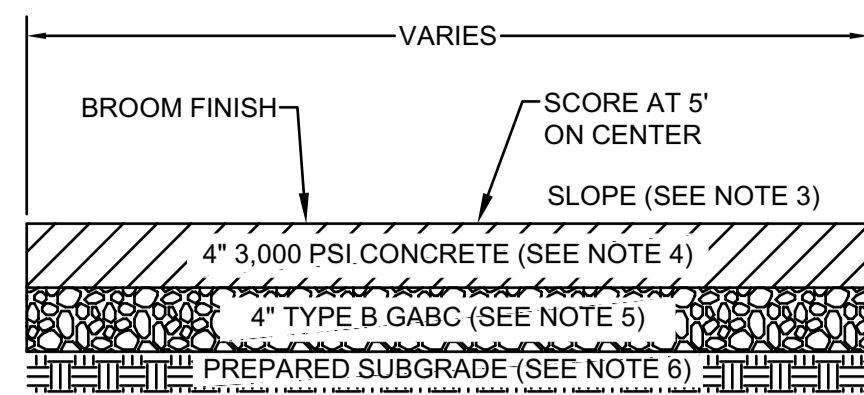 VARIES
BROOM FINISH
SCORE AT 5'
ON CENTER
SLOPE (SEE NOTE 3)
4" 3,000 PSI CONCRETE (SEE NOTE 4)
4" TYPE B GABC (SEE NOTE 5)
PREPARED SUBGRADE (SEE NOTE 6)